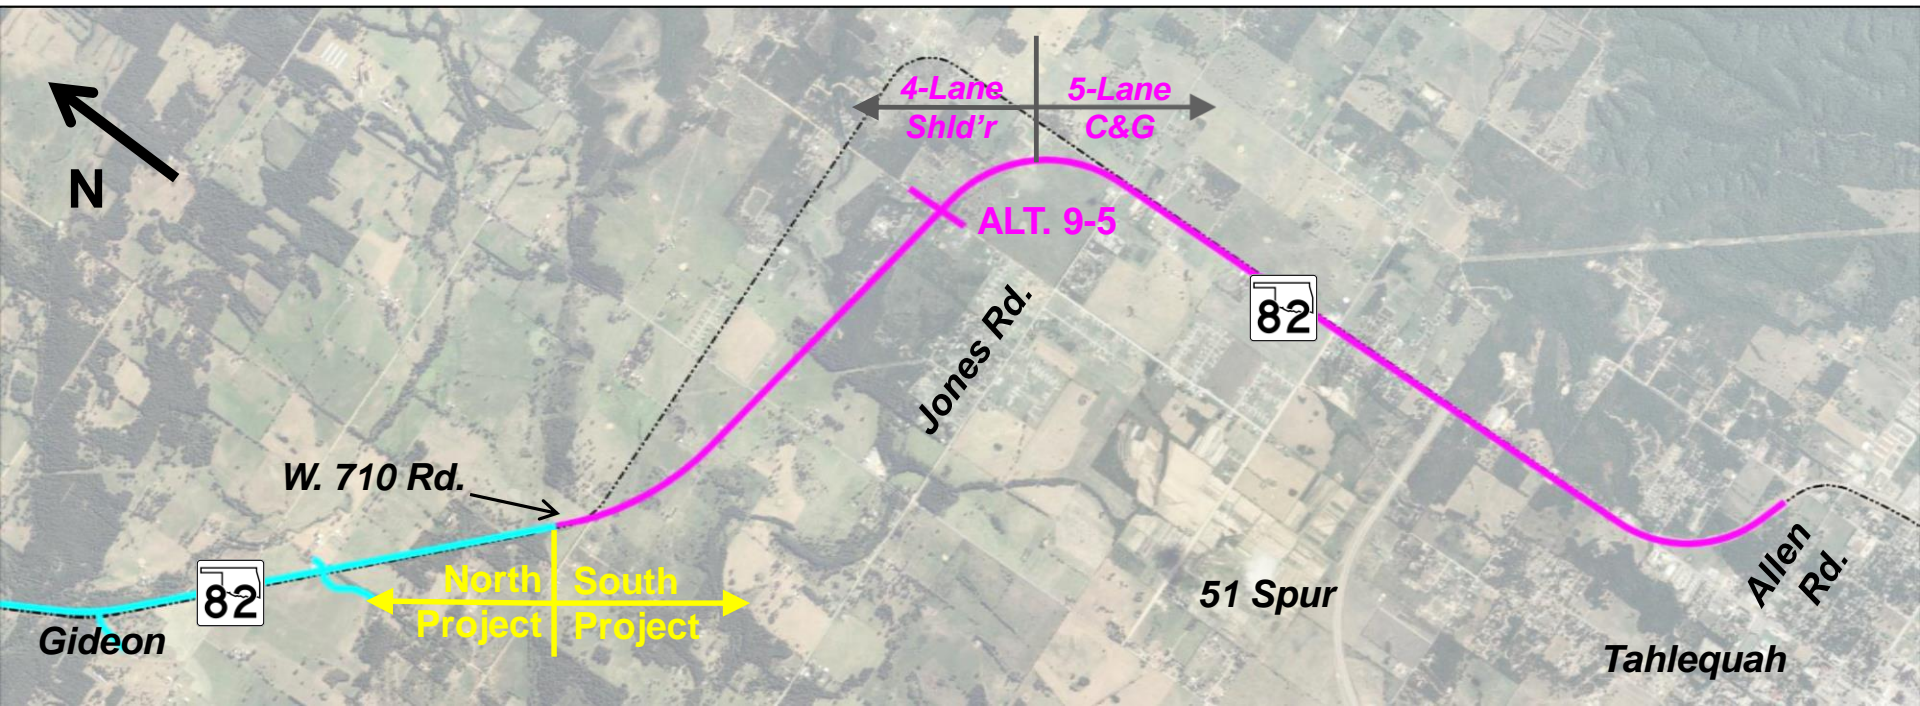 N
4-Lane
Shld'r
5-Lane
C&G
ALT. 9-5
82
Jones Rd.
W. 710 Rd.
82
North
Project
South
Project
Gideon
51 Spur
Allen
Rd.
Tahlequah